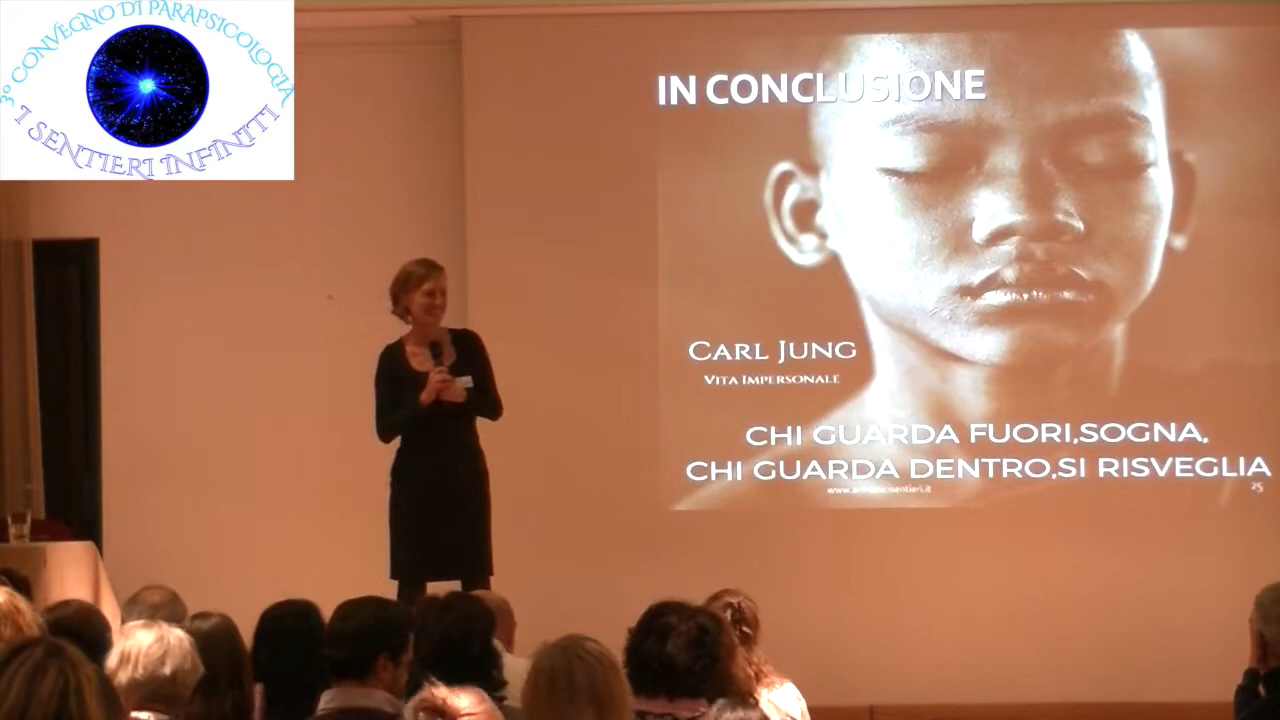 3º CONVEGNO DI PARAPSICOLOGIA
I SENTIERI INFINITI
IN CONCLUSIONE
CARL JUNG
VITA IMPERSONALE
CHI GUARDA FUORI,SOGNA,
CHI GUARDA DENTRO,SI RISVEGLIA
25